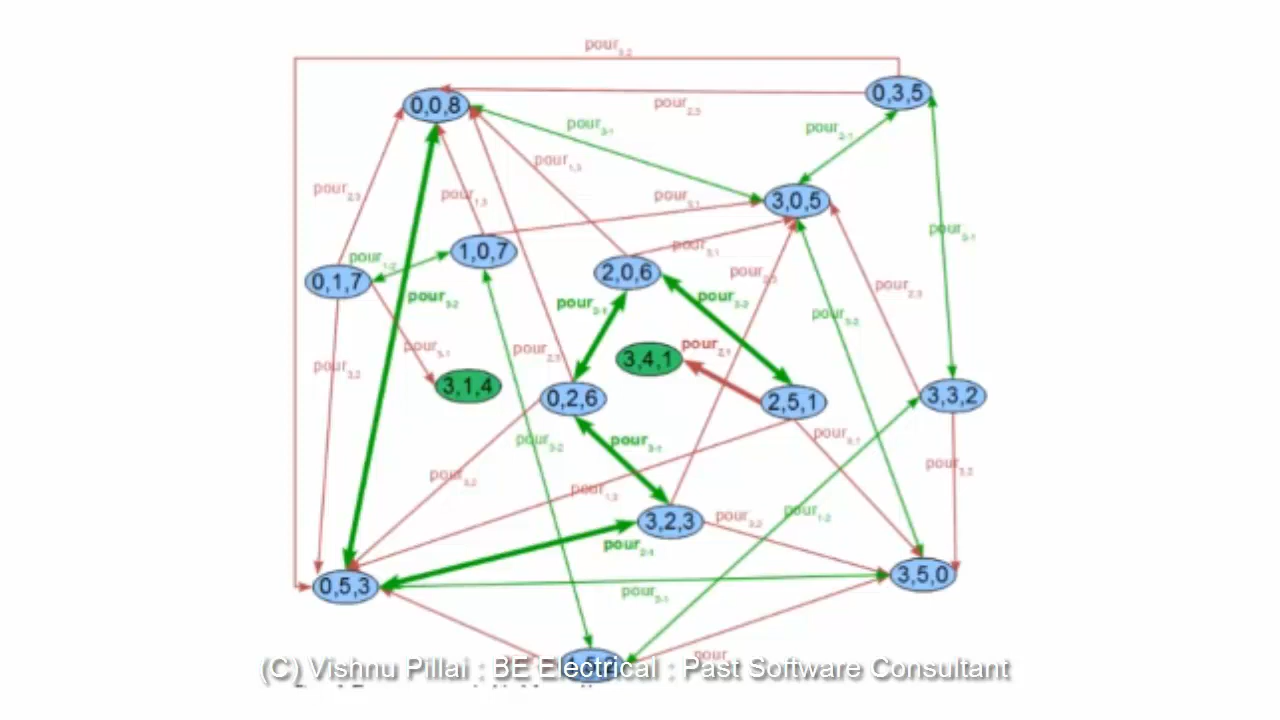 pour3,2
0,3,5
0,0,8
pour2,3
pour3-1
pour2-1
pour1,3
pour2,3
pour1,3
pour3,1
3,0,5
pour3-1
1,0,7
pour3,1
pour1-2
2,0,6
0,1,7
pour2,3
pour2,3
pour3-2
pour2-1
pour3-2
pour3-2
pour3,1
pour2,3
3,4,1
pour2,1
pour3,2
3,1,4
0,2,6
2,5,1
3,3,2
pour3-2
pour3-1
pour3,1
pour3,2
pour3,2
pour1,3
3,2,3
pour3,2
pour1-2
pour2-1
0,5,3
3,5,0
pour3-1
pour
(C) Vishnu Pillai : BE Electrical : Past Software Consultant